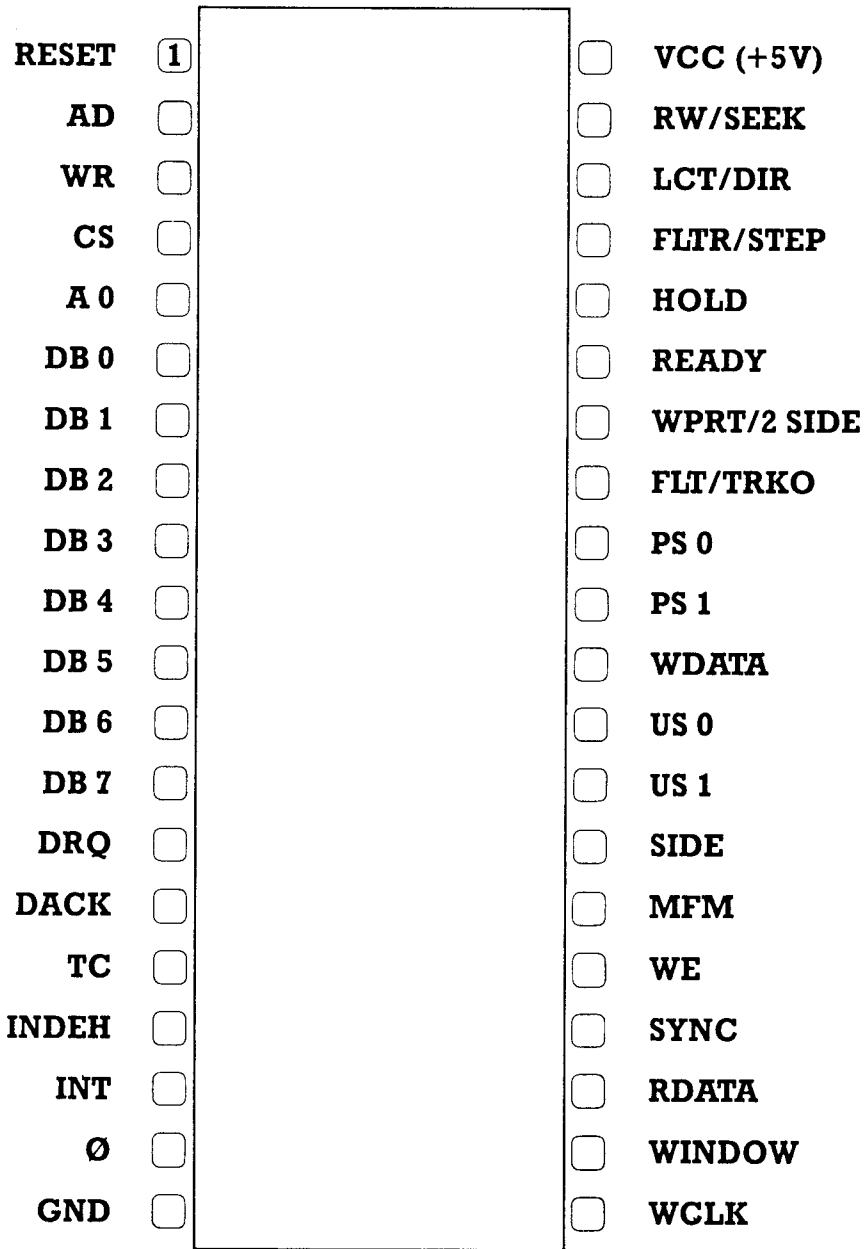 RESET 1 VCC (+5V)
AD RW/SEEK
WR LCT/DIR
CS FLTR/STEP
A 0 HOLD
DB 0 READY
DB 1 WPRT/2 SIDE
DB 2 FLT/TRKO
DB 3 PS 0
DB 4 PS 1
DB 5 WDATA
DB 6 US 0
DB 7 US 1
DRQ SIDE
DACK MFM
TC WE
INDEH SYNC
INT RDATA
Ø WINDOW
GND WCLK